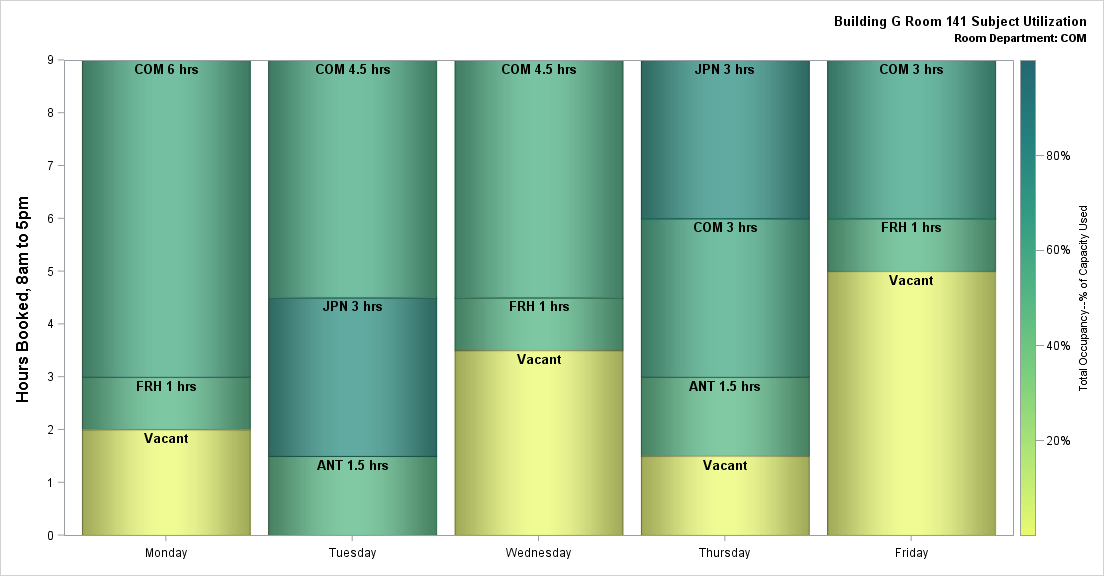 Building G Room 141 Subject Utilization
Room Department: COM
Hours Booked, 8am to 5pm
9
8
7
6
5
4
3
2
1
0
COM 6 hrs
FRH 1 hrs
Vacant
COM 4.5 hrs
JPN 3 hrs
ANT 1.5 hrs
COM 4.5 hrs
FRH 1 hrs
Vacant
JPN 3 hrs
COM 3 hrs
ANT 1.5 hrs
Vacant
COM 3 hrs
FRH 1 hrs
Vacant
Monday
Tuesday
Wednesday
Thursday
Friday
80%
60%
40%
20%
Total Occupancy--% of Capacity Used